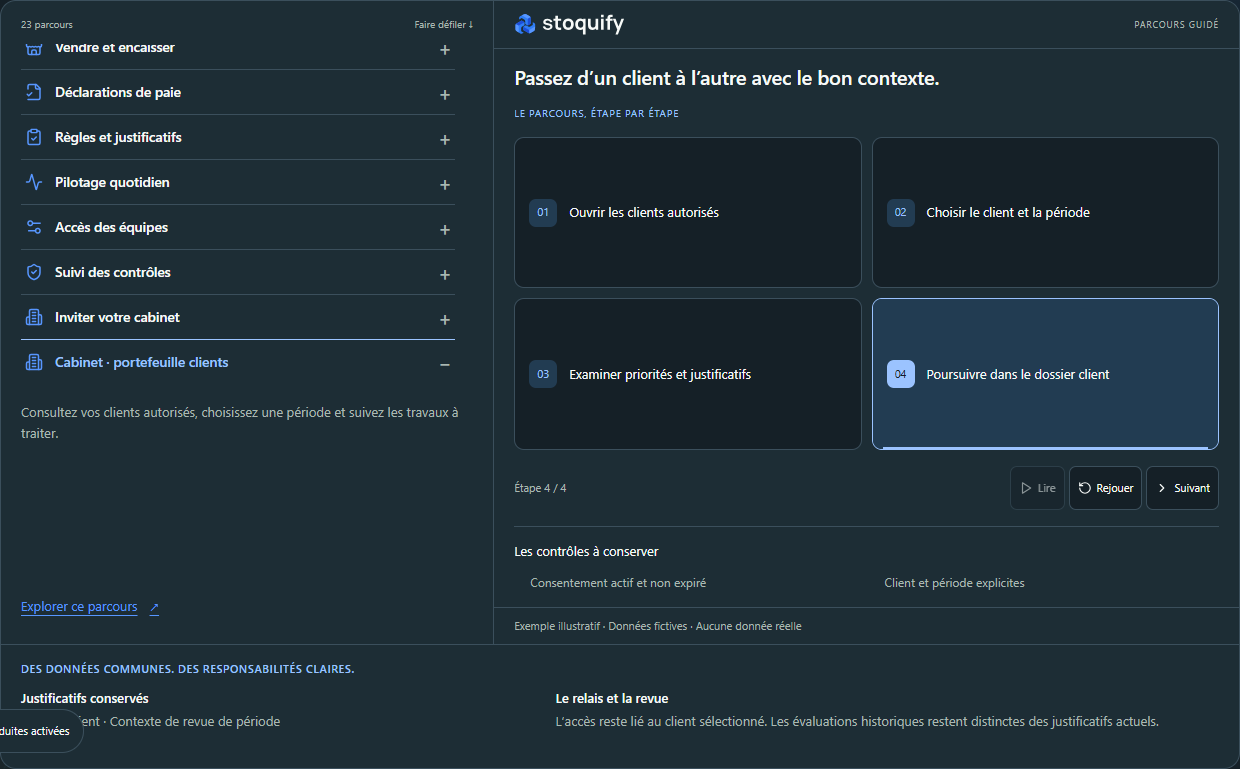 23 parcours
Faire défiler ↓
Vendre et encaisser
Déclarations de paie
Règles et justificatifs
Pilotage quotidien
Accès des équipes
Suivi des contrôles
Inviter votre cabinet
Cabinet · portefeuille clients
Consultez vos clients autorisés, choisissez une période et suivez les travaux à
traiter.
Explorer ce parcours ↗
stoquify
PARCOURS GUIDÉ
Passez d’un client à l’autre avec le bon contexte.
LE PARCOURS, ÉTAPE PAR ÉTAPE
01 Ouvrir les clients autorisés
02 Choisir le client et la période
03 Examiner priorités et justificatifs
04 Poursuivre dans le dossier client
Étape 4 / 4
Lire
Rejouer
Suivant
Les contrôles à conserver
Consentement actif et non expiré
Client et période explicites
Exemple illustratif · Données fictives · Aucune donnée réelle
DES DONNÉES COMMUNES. DES RESPONSABILITÉS CLAIRES.
Justificatifs conservés
· Contexte de revue de période
Le relais et la revue
L’accès reste lié au client sélectionné. Les évaluations historiques restent distinctes des justificatifs actuels.
activées